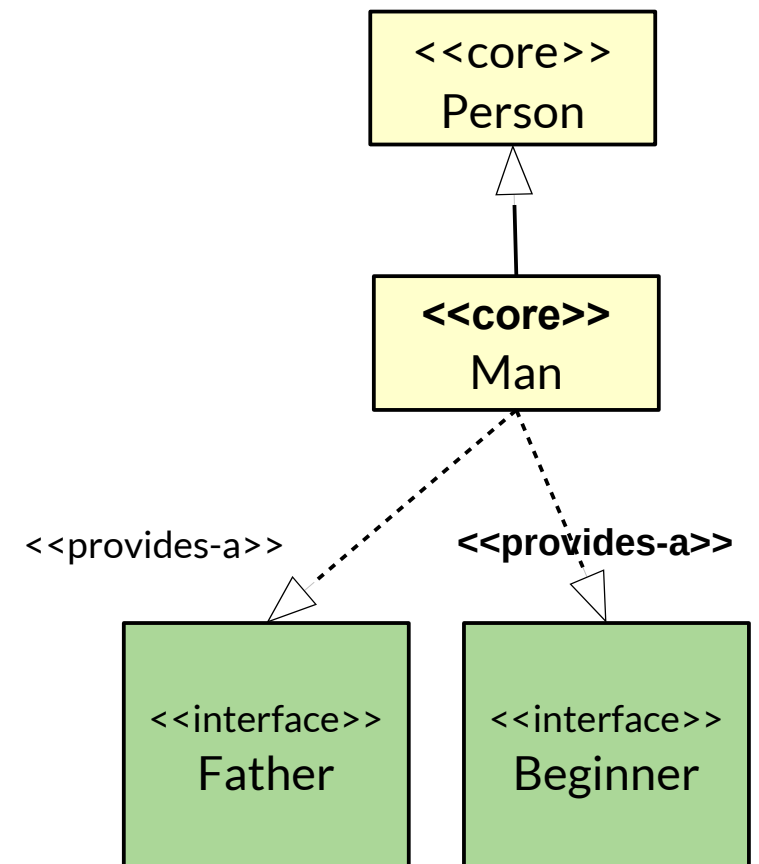 <<core>>
Person
<<core>>
Man
<<provides-a>>
<<provides-a>>
<<interface>>
Father
<<interface>>
Beginner